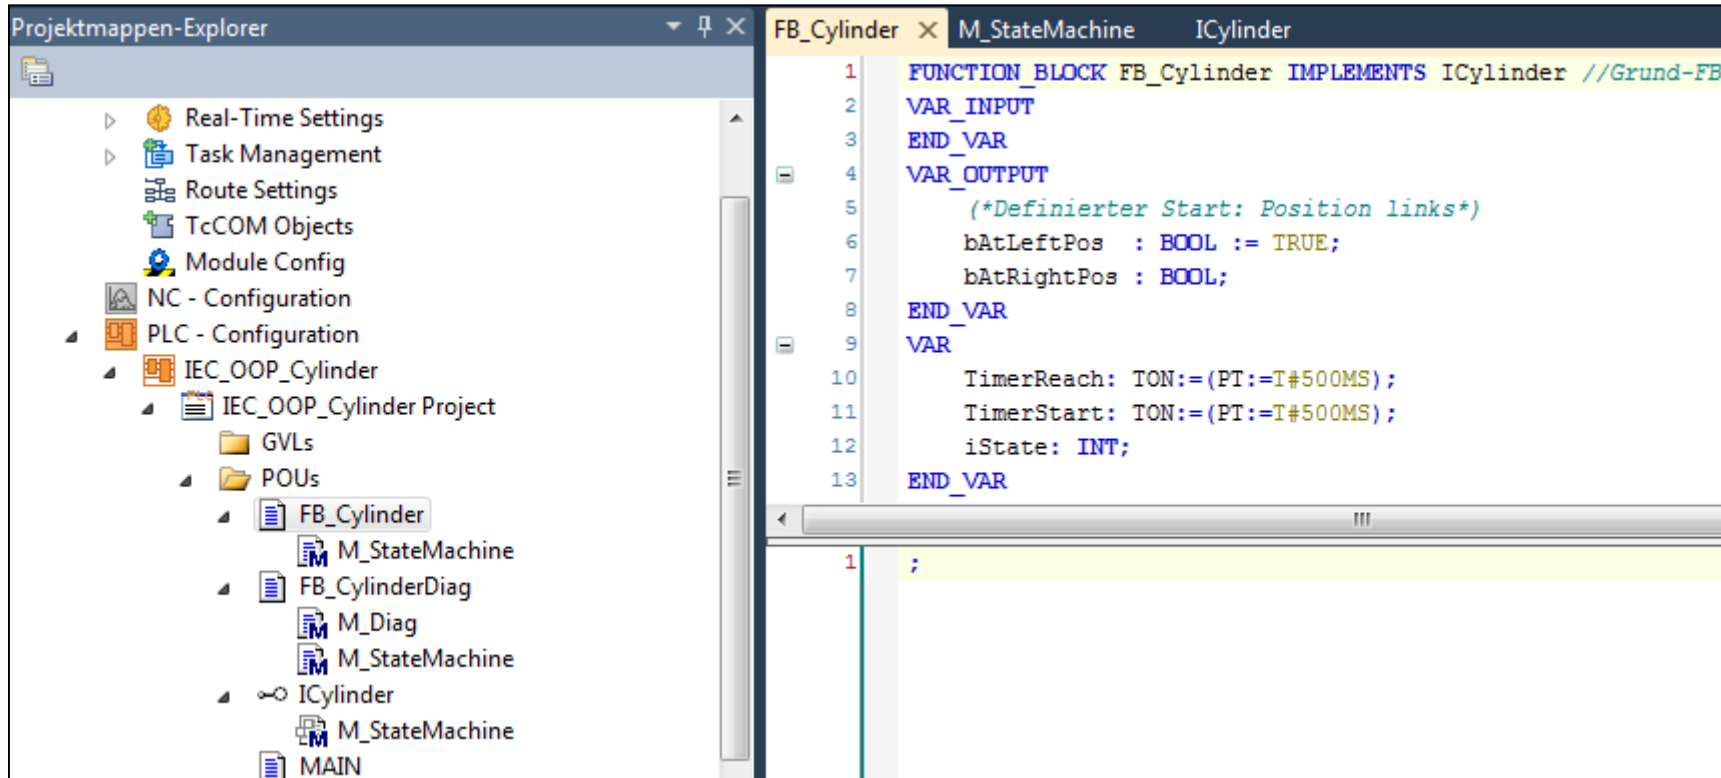 Projektmappen-Explorer
Real-Time Settings
Task Management
Route Settings
TcCOM Objects
Module Config
NC - Configuration
PLC - Configuration
IEC_OOP_Cylinder
IEC_OOP_Cylinder Project
GVLs
POUs
FB_Cylinder
M_StateMachine
FB_CylinderDiag
M_Diag
M_StateMachine
ICylinder
M_StateMachine
MAIN
FB_Cylinder M_StateMachine ICylinder
1 FUNCTION_BLOCK FB_Cylinder IMPLEMENTS ICylinder //Grund-FB
2 VAR_INPUT
3 END_VAR
4 VAR_OUTPUT
5 (*Definierter Start: Position links*)
6 bAtLeftPos : BOOL := TRUE;
7 bAtRightPos : BOOL;
8 END_VAR
9 VAR
10 TimerReach: TON:=(PT:=T#500MS);
11 TimerStart: TON:=(PT:=T#500MS);
12 iState: INT;
13 END_VAR
1 ;